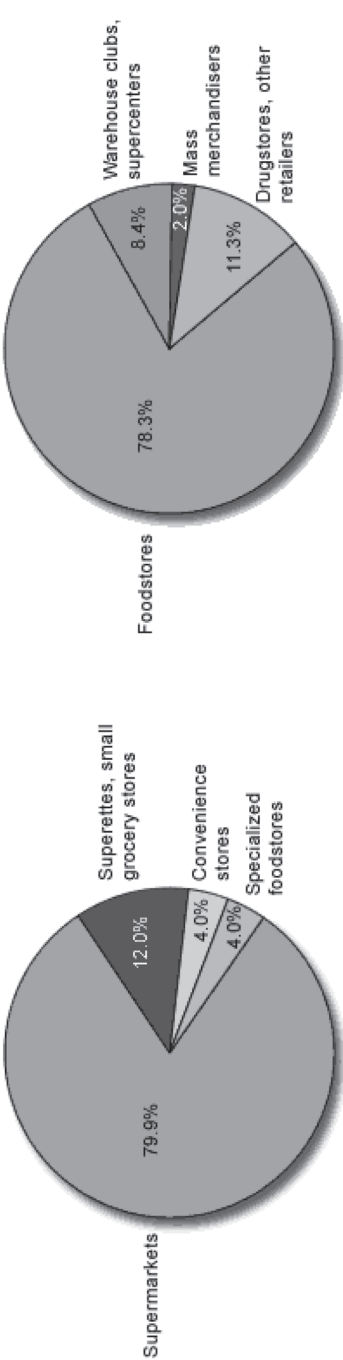 Supermarkets
79.9%
Superettes, small
grocery stores
12.0%
Convenience
stores
4.0%
Specialized
foodstores
4.0%
Foodstores
78.3%
Warehouse clubs,
supercenters
8.4%
Mass
merchandisers
2.0%
Drugstores, other
retailers
11.3%